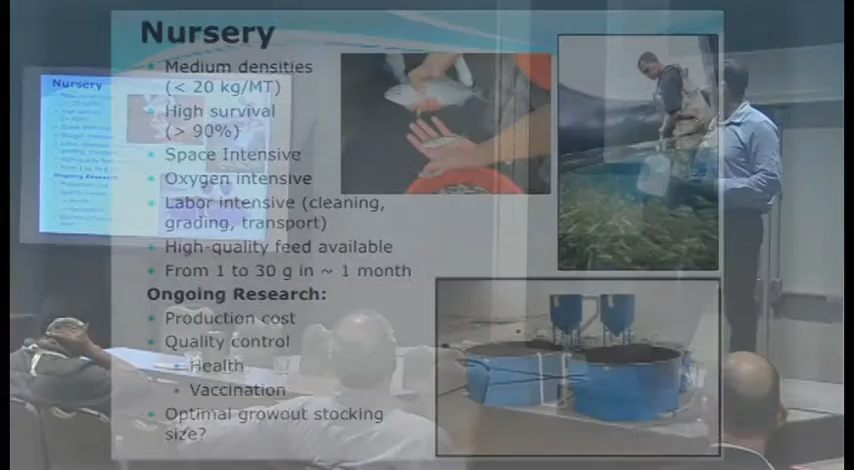 Nursery
Medium densities
(< 20 kg/MT)
High survival
(> 90%)
Space Intensive
Oxygen intensive
Labor intensive (cleaning,
grading, transport)
High-quality feed available
From 1 to 30 g in ~ 1 month
Ongoing Research:
Production cost
Quality control
Health
Vaccination
Optimal growout stocking
size?
Nursery